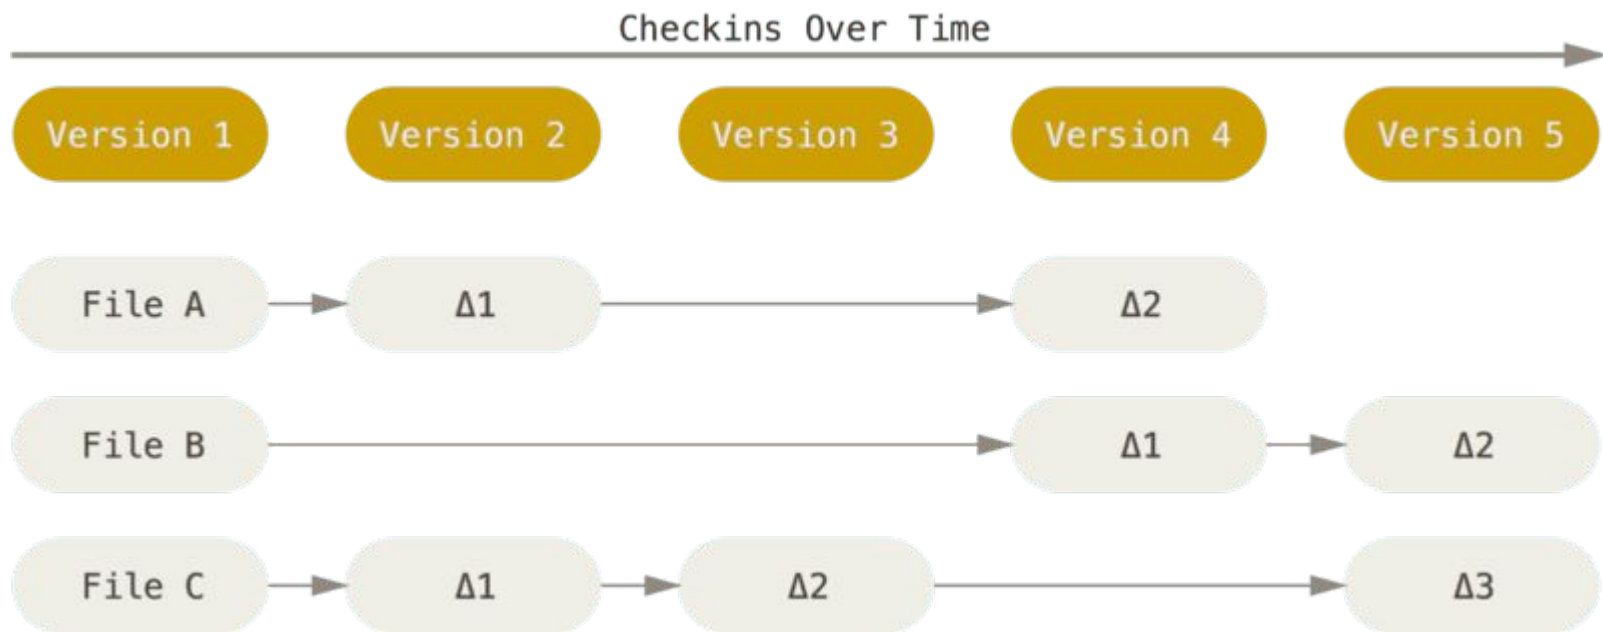 Checkins Over Time
Version 1 Version 2 Version 3 Version 4 Version 5
File A Δ1 Δ2
File B Δ1 Δ2
File C Δ1 Δ2 Δ3